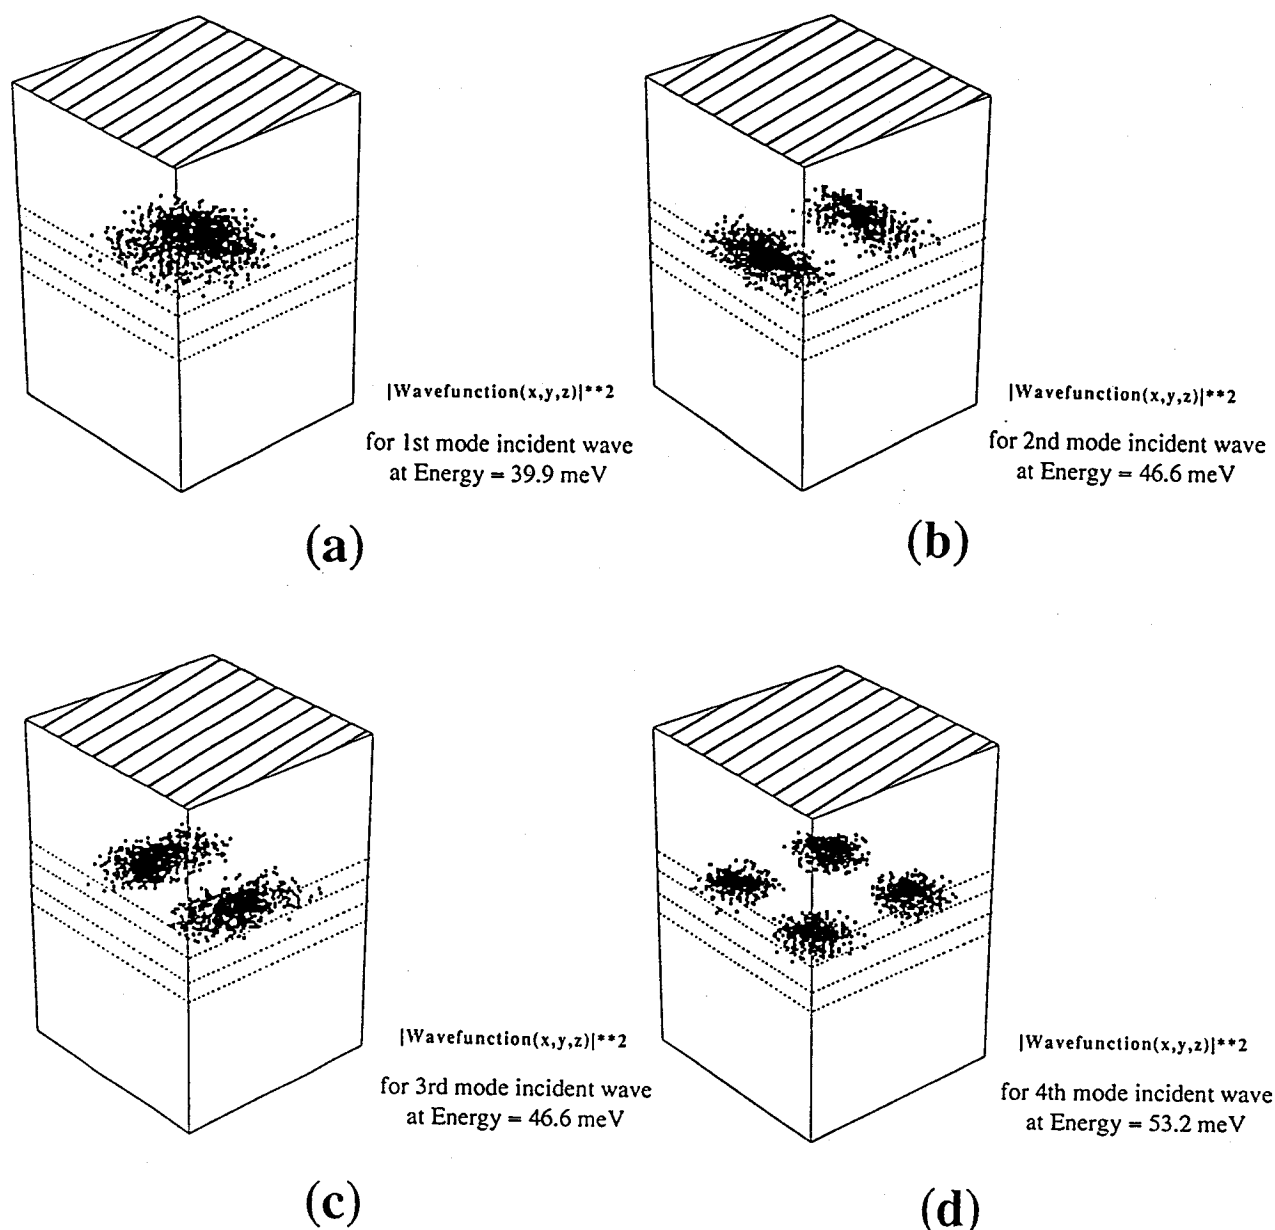 |Wavefunction(x,y,z)|**2
for 1st mode incident wave
at Energy = 39.9 meV
(a)
|Wavefunction(x,y,z)|**2
for 2nd mode incident wave
at Energy = 46.6 meV
(b)
|Wavefunction(x,y,z)|**2
for 3rd mode incident wave
at Energy = 46.6 meV
(c)
|Wavefunction(x,y,z)|**2
for 4th mode incident wave
at Energy = 53.2 meV
(d)